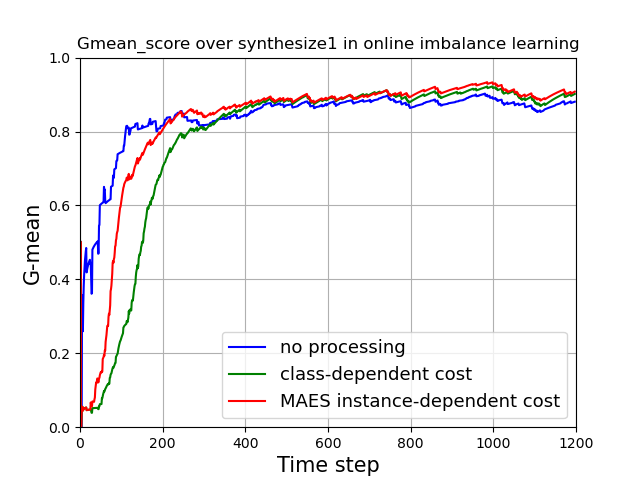 Gmean_score over synthesize1 in online imbalance learning
1.0
0.8
0.6
0.4
0.2
0.0
G-mean
no processing
class-dependent cost
MAES instance-dependent cost
0 200 400 600 800 1000 1200
Time step